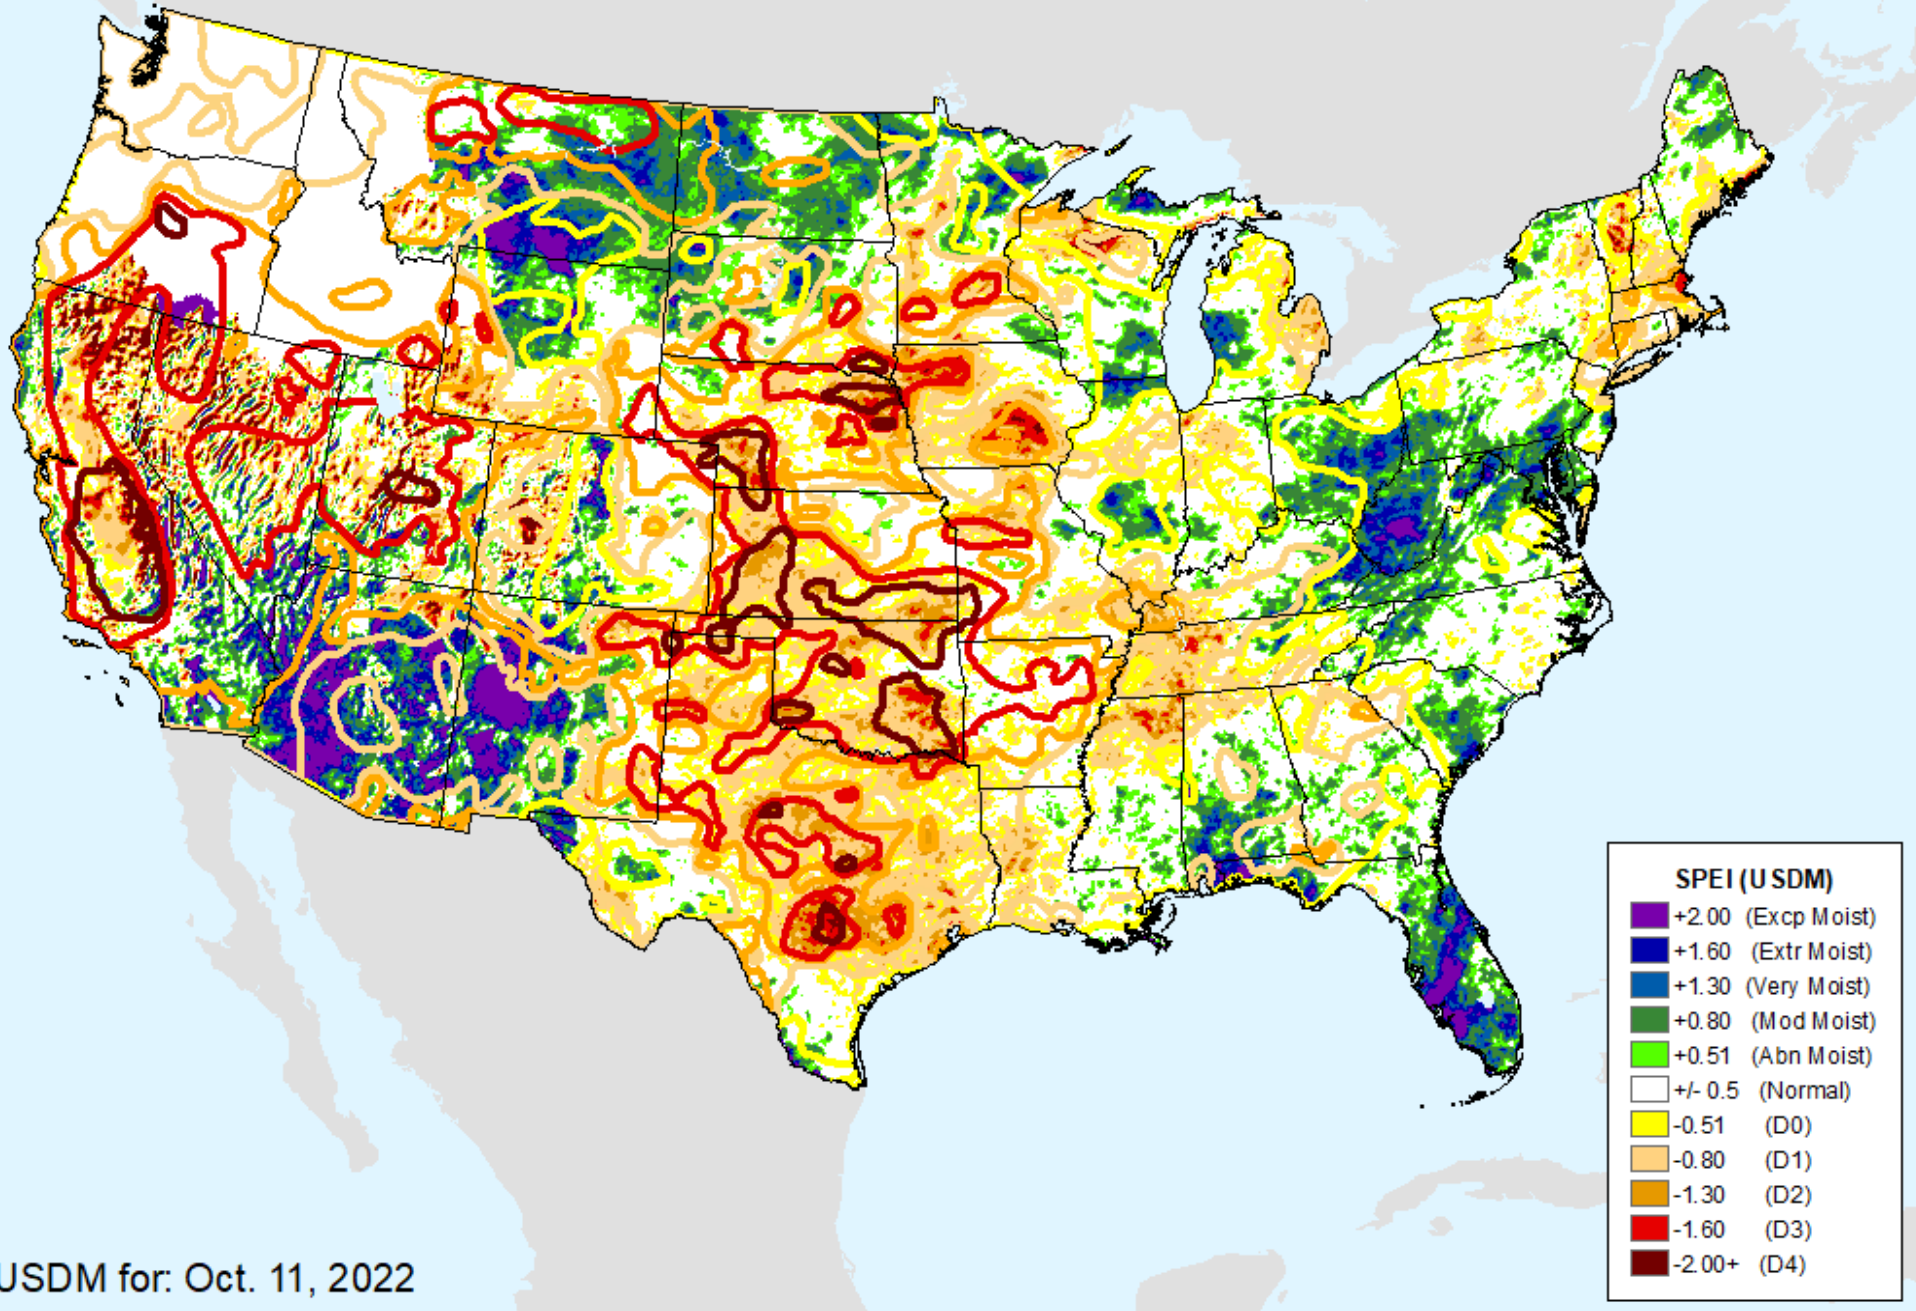 SPEI (USDM)
+2.00 (Excp Moist)
+1.60 (Extr Moist)
+1.30 (Very Moist)
+0.80 (Mod Moist)
+0.51 (Abn Moist)
+/- 0.5 (Normal)
-0.51 (D0)
-0.80 (D1)
-1.30 (D2)
-1.60 (D3)
-2.00+ (D4)
USDM for: Oct. 11, 2022